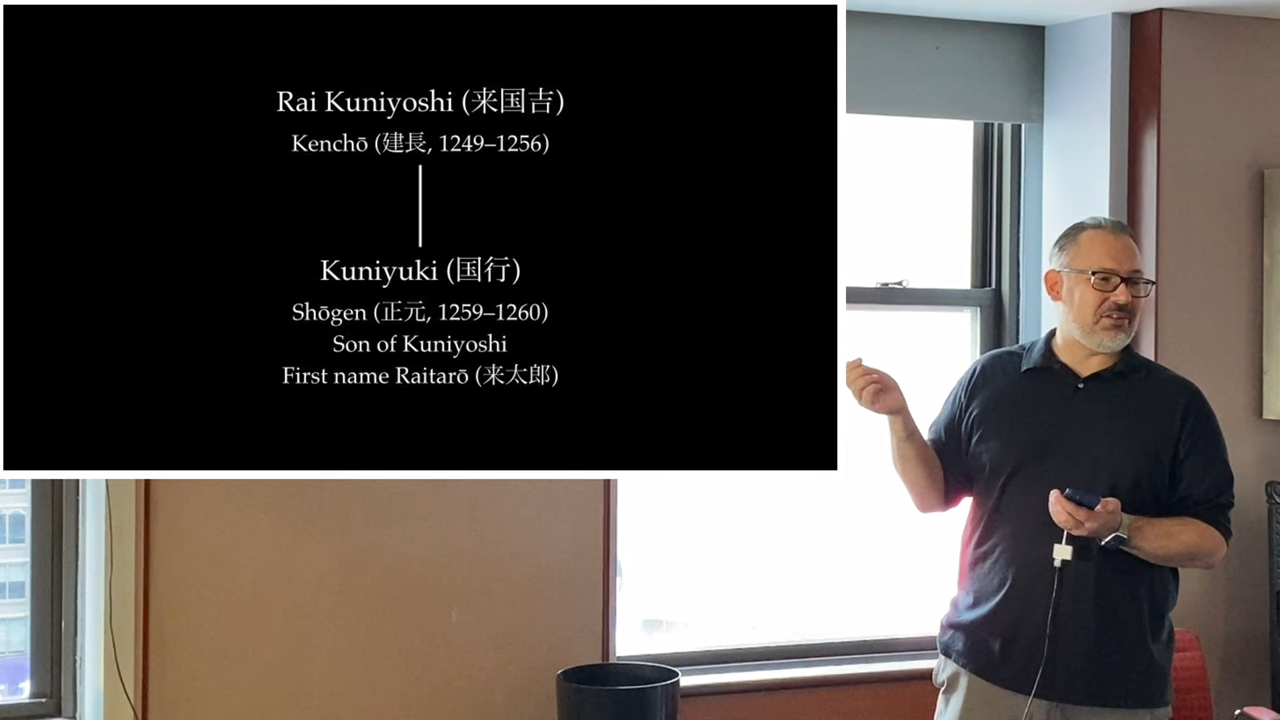 Rai Kuniyoshi (来国吉)
Kenchō (建長, 1249–1256)
Kuniyuki (国行)
Shōgen (正元, 1259–1260)
Son of Kuniyoshi
First name Raitarō (来太郎)